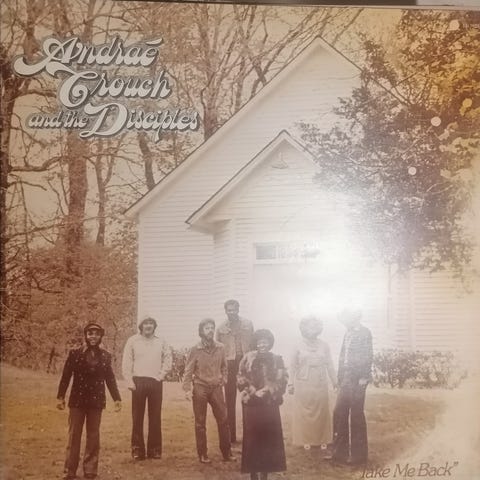 Andraé
Crouch
and the Disciples
"Take Me Back"